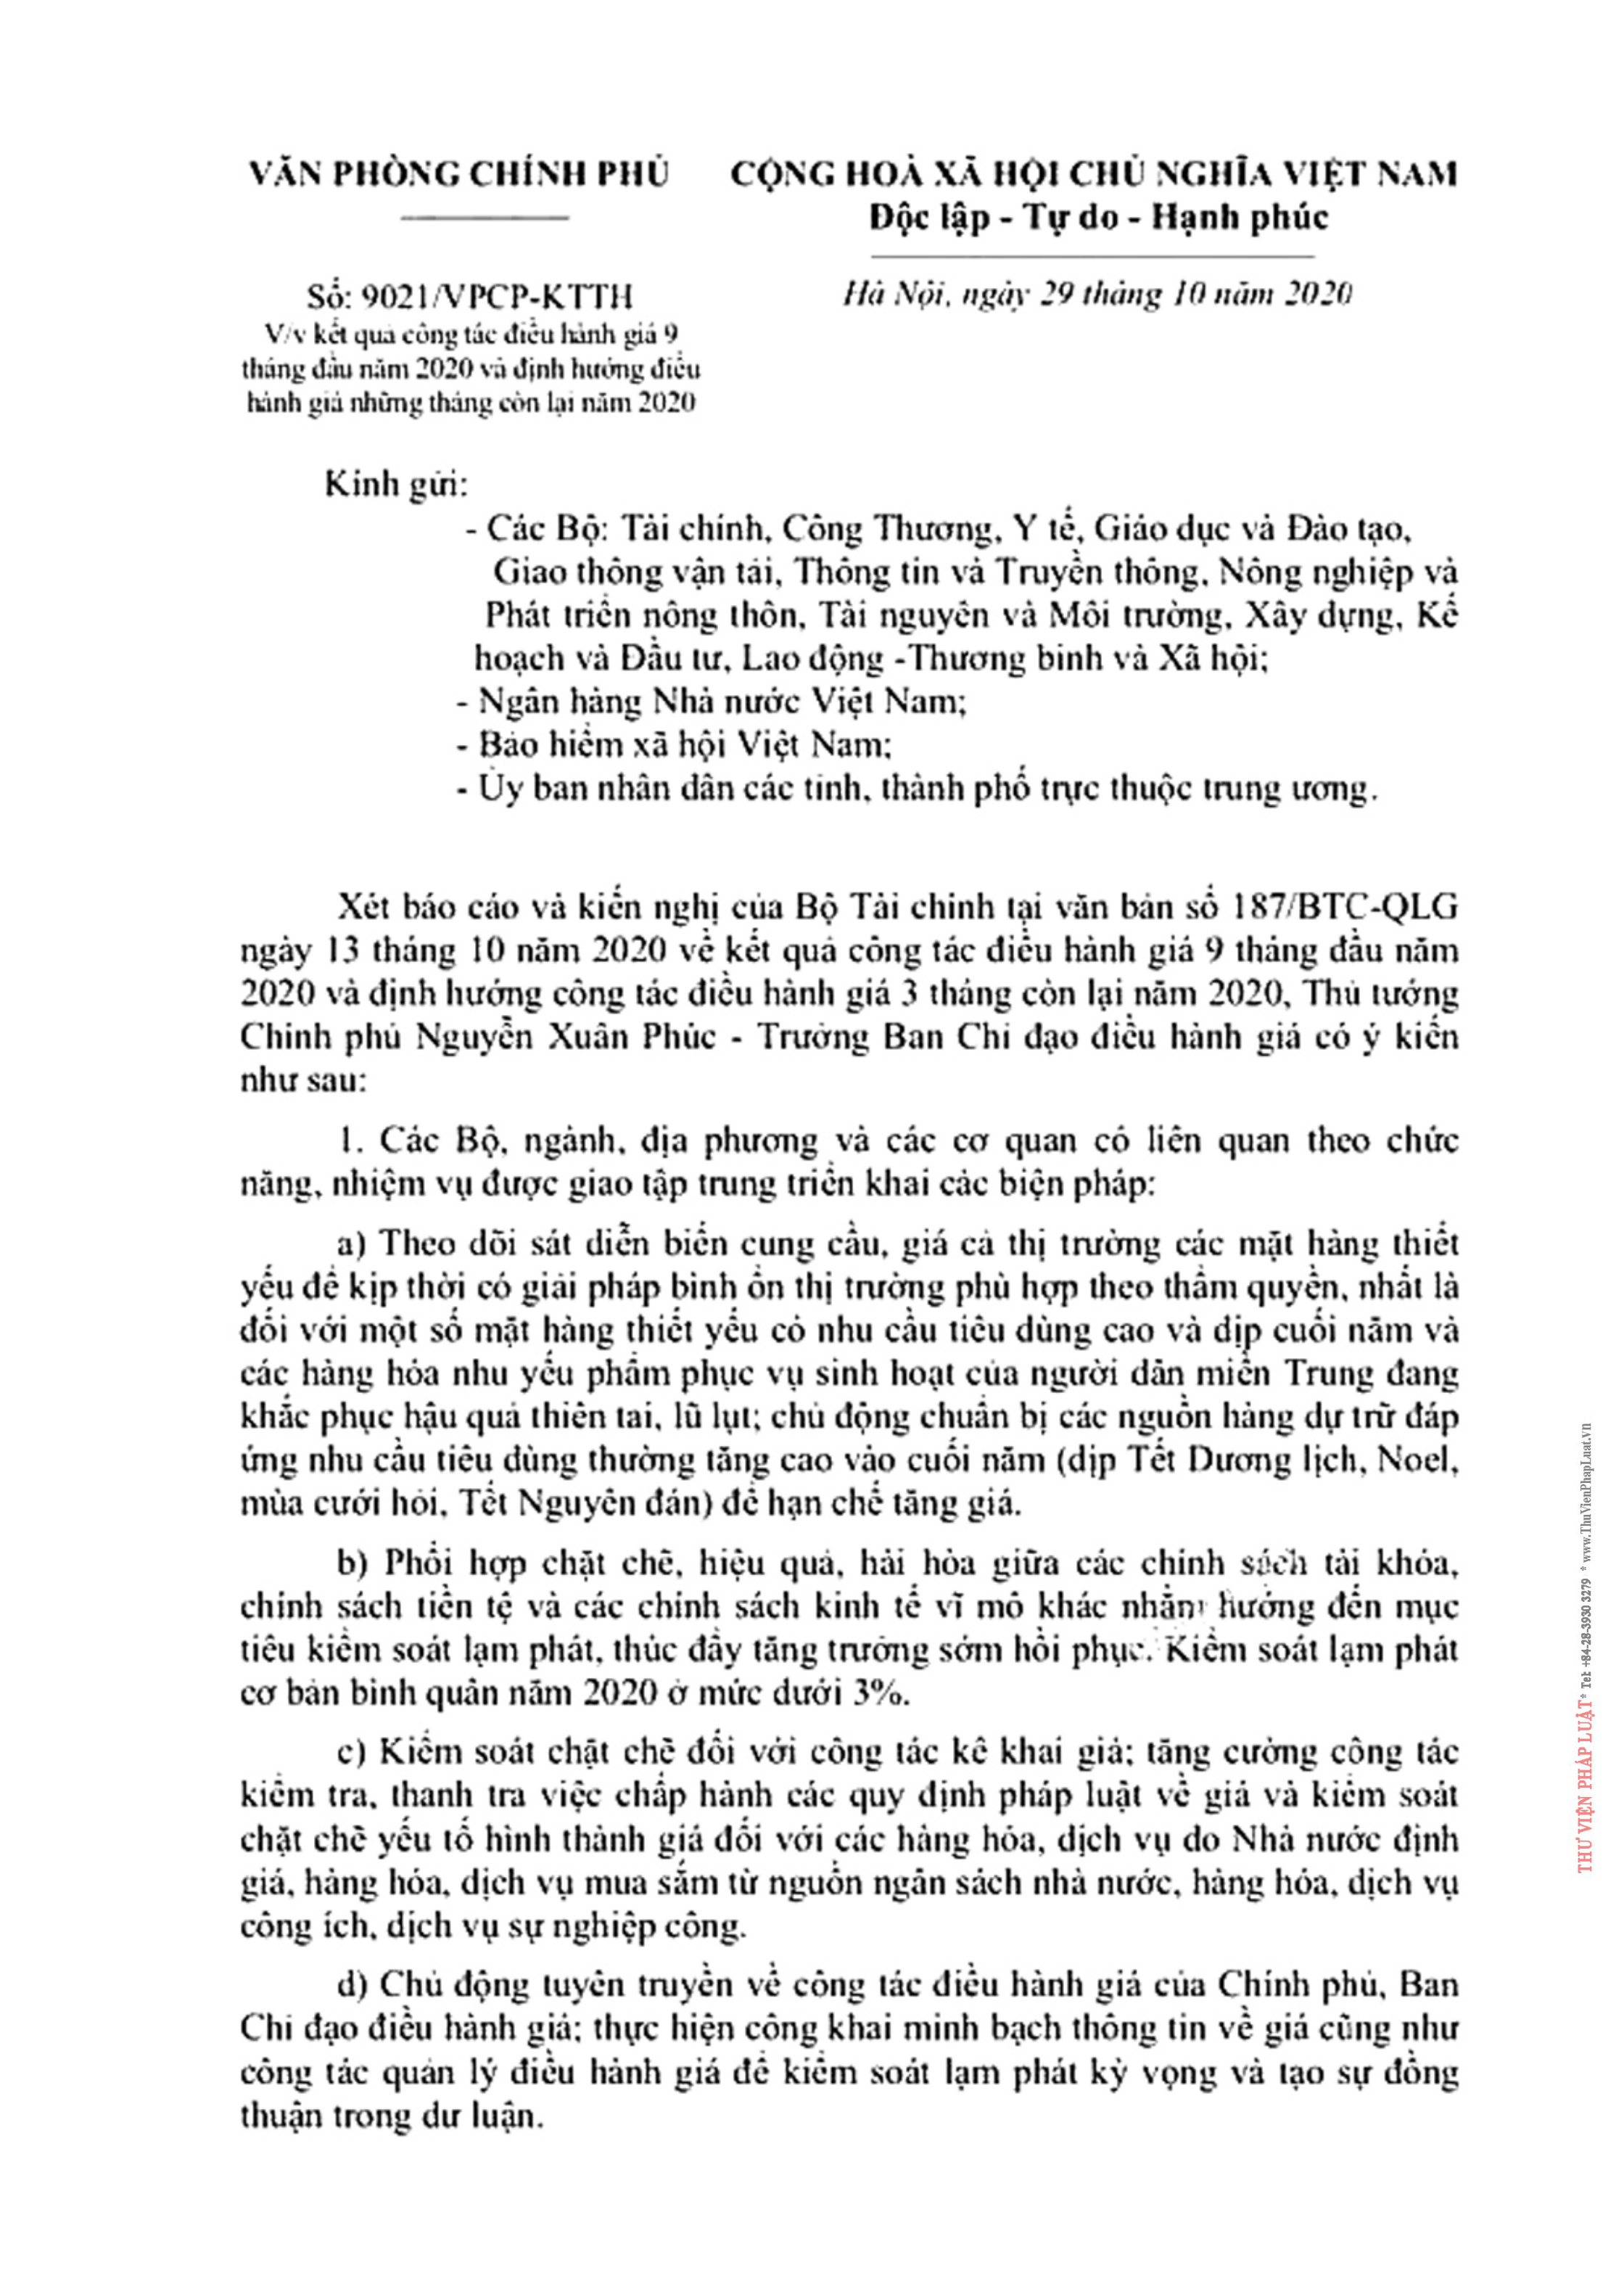 VĂN PHÒNG CHÍNH PHỦ
CỘNG HOÀ XÃ HỘI CHỦ NGHĨA VIỆT NAM
Độc lập - Tự do - Hạnh phúc
Số: 9021/VPCP-KTTH
Hà Nội, ngày 29 tháng 10 năm 2020
V/v kết quả công tác điều hành giá 9
tháng đầu năm 2020 và định hướng điều
hành giá những tháng còn lại năm 2020
Kính gửi:
- Các Bộ: Tài chính, Công Thương, Y tế, Giáo dục và Đào tạo,
Giao thông vận tải, Thông tin và Truyền thông, Nông nghiệp và
Phát triển nông thôn, Tài nguyên và Môi trường, Xây dựng, Kế
hoạch và Đầu tư, Lao động -Thương binh và Xã hội;
- Ngân hàng Nhà nước Việt Nam;
- Bảo hiểm xã hội Việt Nam;
- Ủy ban nhân dân các tỉnh, thành phố trực thuộc trung ương.
Xét báo cáo và kiến nghị của Bộ Tài chính tại văn bản số 187/BTC-QLG
ngày 13 tháng 10 năm 2020 về kết quả công tác điều hành giá 9 tháng đầu năm
2020 và định hướng công tác điều hành giá 3 tháng còn lại năm 2020, Thủ tướng
Chính phủ Nguyễn Xuân Phúc - Trưởng Ban Chỉ đạo điều hành giá có ý kiến
như sau:
1. Các Bộ, ngành, địa phương và các cơ quan có liên quan theo chức
năng, nhiệm vụ được giao tập trung triển khai các biện pháp:
a) Theo dõi sát diễn biến cung cầu, giá cả thị trường các mặt hàng thiết
yếu để kịp thời có giải pháp bình ổn thị trường phù hợp theo thẩm quyền, nhất là
đối với một số mặt hàng thiết yếu có nhu cầu tiêu dùng cao và dịp cuối năm và
các hàng hóa nhu yếu phẩm phục vụ sinh hoạt của người dân miền Trung đang
khắc phục hậu quả thiên tai, lũ lụt; chủ động chuẩn bị các nguồn hàng dự trữ đáp
ứng nhu cầu tiêu dùng thường tăng cao vào cuối năm (dịp Tết Dương lịch, Noel,
mùa cưới hỏi, Tết Nguyên đán) để hạn chế tăng giá.
b) Phối hợp chặt chẽ, hiệu quả, hài hòa giữa các chính sách tài khóa,
chính sách tiền tệ và các chính sách kinh tế vĩ mô khác nhằm hướng đến mục
tiêu kiểm soát lạm phát, thúc đẩy tăng trưởng sớm hồi phục. Kiểm soát lạm phát
cơ bản bình quân năm 2020 ở mức dưới 3%.
c) Kiểm soát chặt chẽ đối với công tác kê khai giá; tăng cường công tác
kiểm tra, thanh tra việc chấp hành các quy định pháp luật về giá và kiểm soát
chặt chẽ yếu tố hình thành giá đối với các hàng hóa, dịch vụ do Nhà nước định
giá, hàng hóa, dịch vụ mua sắm từ nguồn ngân sách nhà nước, hàng hóa, dịch vụ
công ích, dịch vụ sự nghiệp công.
d) Chủ động tuyên truyền về công tác điều hành giá của Chính phủ, Ban
Chỉ đạo điều hành giá; thực hiện công khai minh bạch thông tin về giá cũng như
công tác quản lý điều hành giá để kiểm soát lạm phát kỳ vọng và tạo sự đồng
thuận trong dư luận.
THƯ VIỆN PHÁP LUẬT * Tel: +84-28-3930 3279 * www.ThuVienPhapLuat.vn